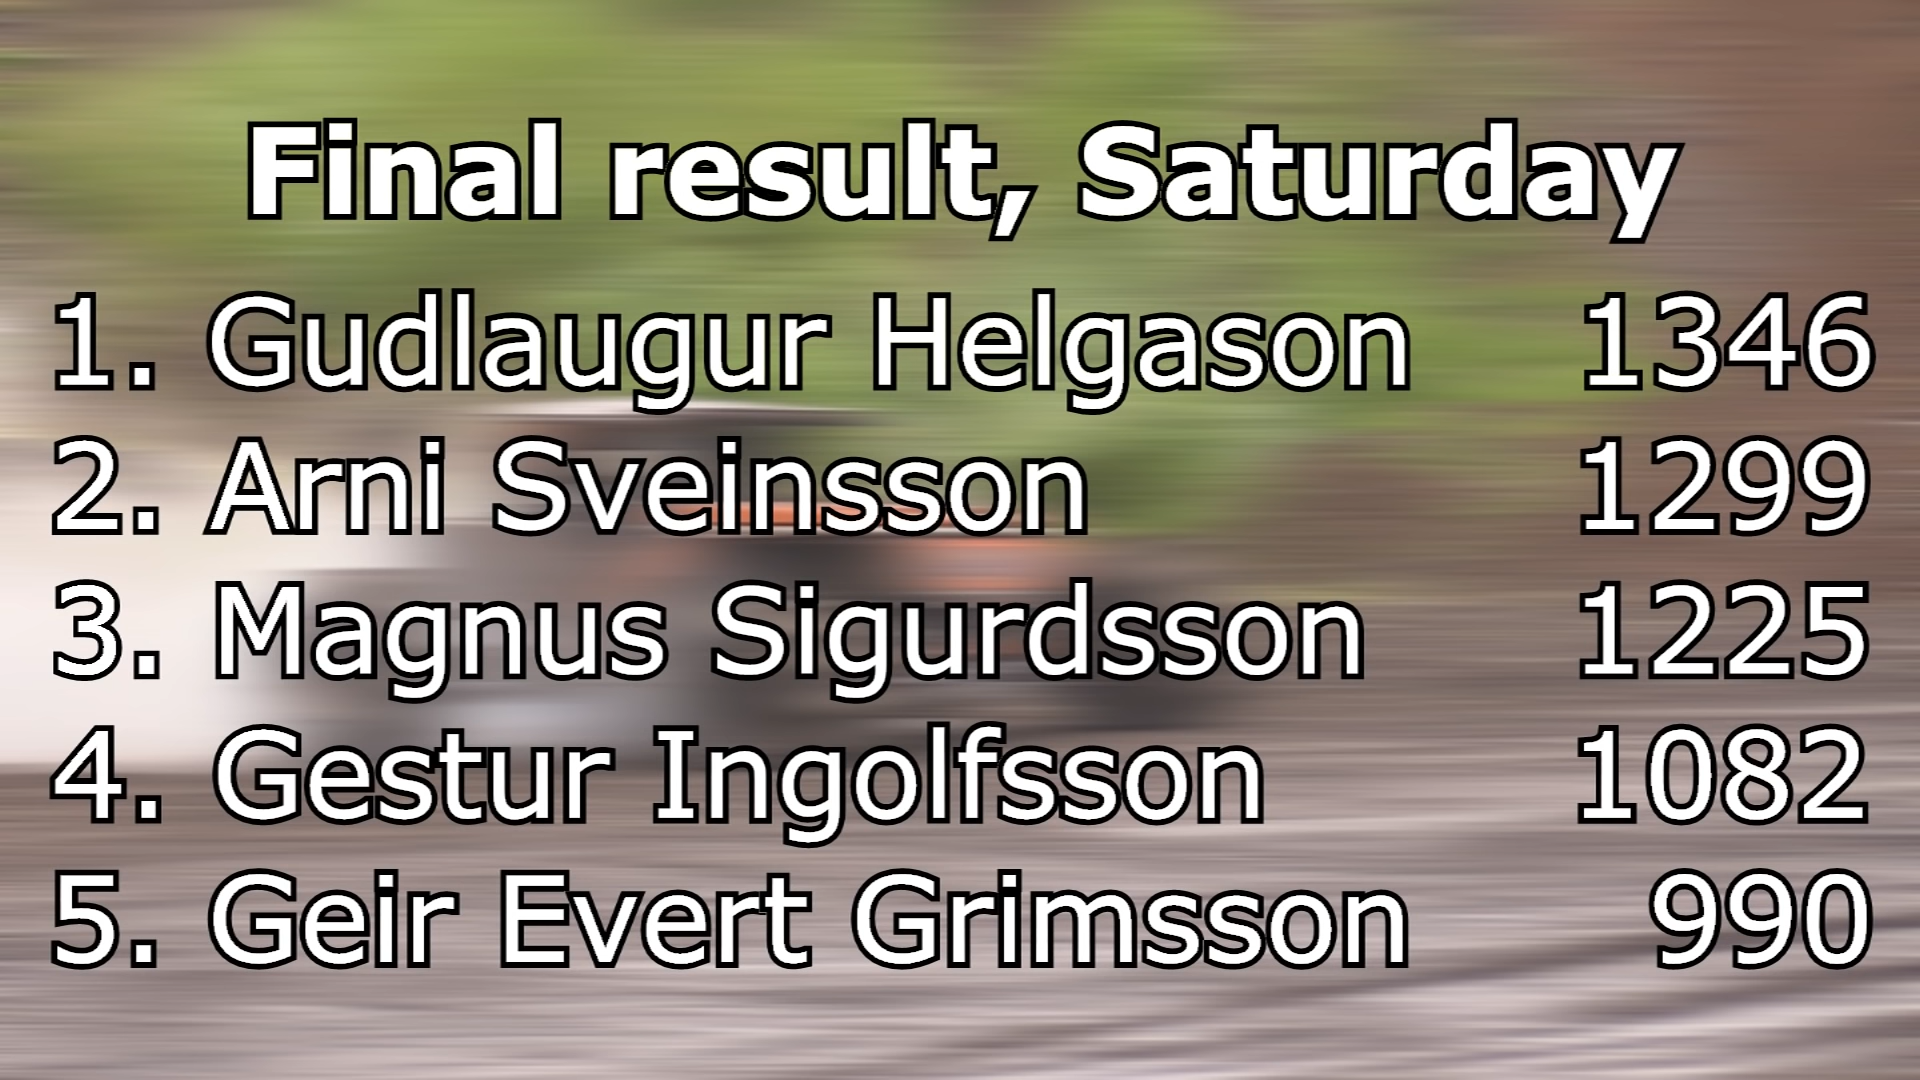 Final result, Saturday
1. Gudlaugur Helgason 1346
2. Arni Sveinsson 1299
3. Magnus Sigurdsson 1225
4. Gestur Ingolfsson 1082
5. Geir Evert Grimsson 990